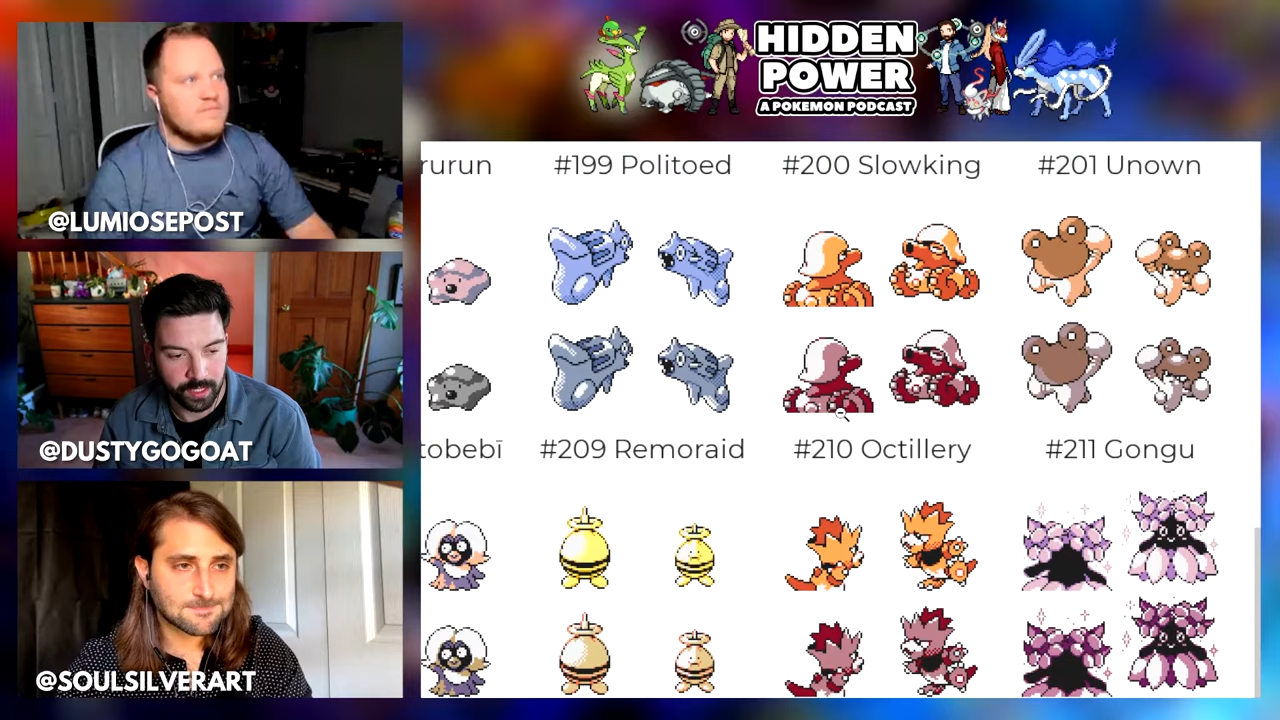 HIDDEN
POWER
A POKEMON PODCAST
@LUMIOSEPOST
@DUSTYGOGOAT
@SOULSILVERART
rurun #199 Politoed #200 Slowking #201 Unown
tobebī #209 Remoraid #210 Octillery #211 Gongu